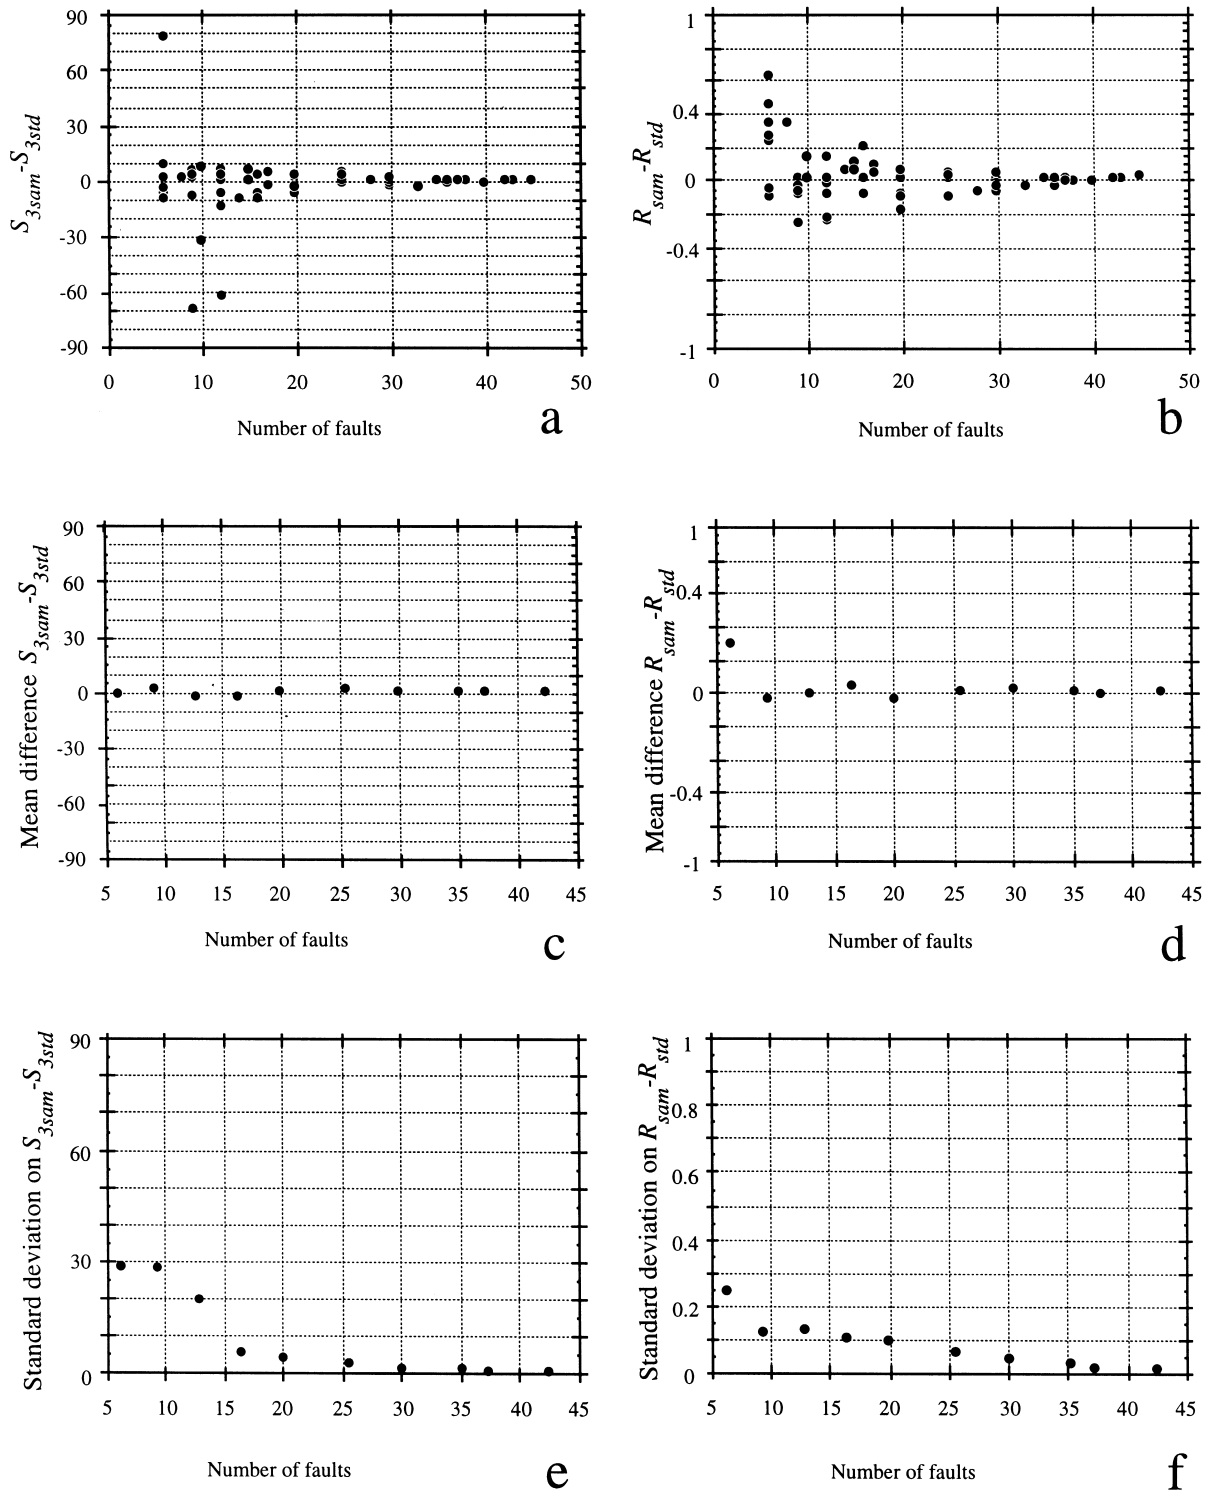 S3sam-S3std
90
60
30
0
-30
-60
-90
0 10 20 30 40 50
Number of faults
a
Rsam-Rstd
1
0.4
0
-0.4
-1
0 10 20 30 40 50
Number of faults
b
Mean difference S3sam-S3std
90
60
30
0
-30
-60
-90
5 10 15 20 25 30 35 40 45
Number of faults
c
Mean difference Rsam-Rstd
1
0.4
0
-0.4
-1
5 10 15 20 25 30 35 40 45
Number of faults
d
Standard deviation on S3sam-S3std
90
60
30
0
5 10 15 20 25 30 35 40 45
Number of faults
e
Standard deviation on Rsam-Rstd
1
0.8
0.6
0.4
0.2
0
5 10 15 20 25 30 35 40 45
Number of faults
f